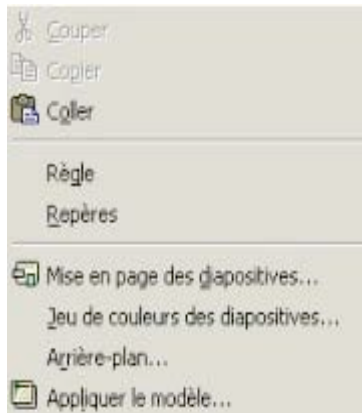 Couper
Copier
Coller
Règle
Repères
Mise en page des diapositives...
Jeu de couleurs des diapositives...
Arrière-plan...
Appliquer le modèle...